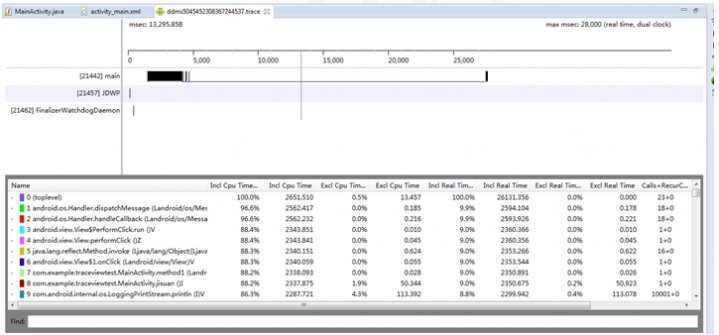 MainActivity.java activity_main.xml ddms5045452308367244537.trace
msec: 13,295.858 max msec: 28,000 (real time, dual clock)
0 5,000 10,000 15,000 20,000 25,000
[21442] main
[21457] JDWP
[21462] FinalizerWatchdogDaemon
Name Incl Cpu Time... Incl Cpu Time Excl Cpu Tim... Excl Cpu Time Incl Real Tim... Incl Real Time Excl Real Tim... Excl Real Time Calls+RecurC...
0 (toplevel) 100.0% 2651.510 0.5% 13.457 100.0% 26131.356 0.0% 0.000 23+0
1 android.os.Handler.dispatchMessage (Landroid/os/Mes 96.6% 2562.417 0.0% 0.185 9.9% 2594.104 0.0% 0.178 18+0
2 android.os.Handler.handleCallback (Landroid/os/Messa 96.6% 2562.232 0.0% 0.216 9.9% 2593.926 0.0% 0.221 18+0
3 android.view.View$PerformClick.run ()V 88.4% 2343.851 0.0% 0.010 9.0% 2360.366 0.0% 0.010 1+0
4 android.view.View.performClick ()Z 88.4% 2343.841 0.0% 0.045 9.0% 2360.356 0.0% 0.045 1+0
5 java.lang.reflect.Method.invoke (Ljava/lang/Object;[Ljava 88.3% 2340.151 0.0% 0.624 9.0% 2353.266 0.0% 0.622 16+0
6 android.view.View$1.onClick (Landroid/view/View;)V 88.3% 2340.059 0.0% 0.055 9.0% 2353.544 0.0% 0.055 1+0
7 com.example.traceviewtest.MainActivity.method1 (Landr 88.2% 2338.093 0.0% 0.028 9.0% 2350.891 0.0% 0.026 1+0
8 com.example.traceviewtest.MainActivity.jisuan ()I 88.2% 2337.875 1.9% 50.344 9.0% 2350.675 0.2% 50.923 1+0
9 com.android.internal.os.LoggingPrintStream.println (I)V 86.3% 2287.721 4.3% 113.392 8.8% 2299.942 0.4% 113.078 10001+0
Find: